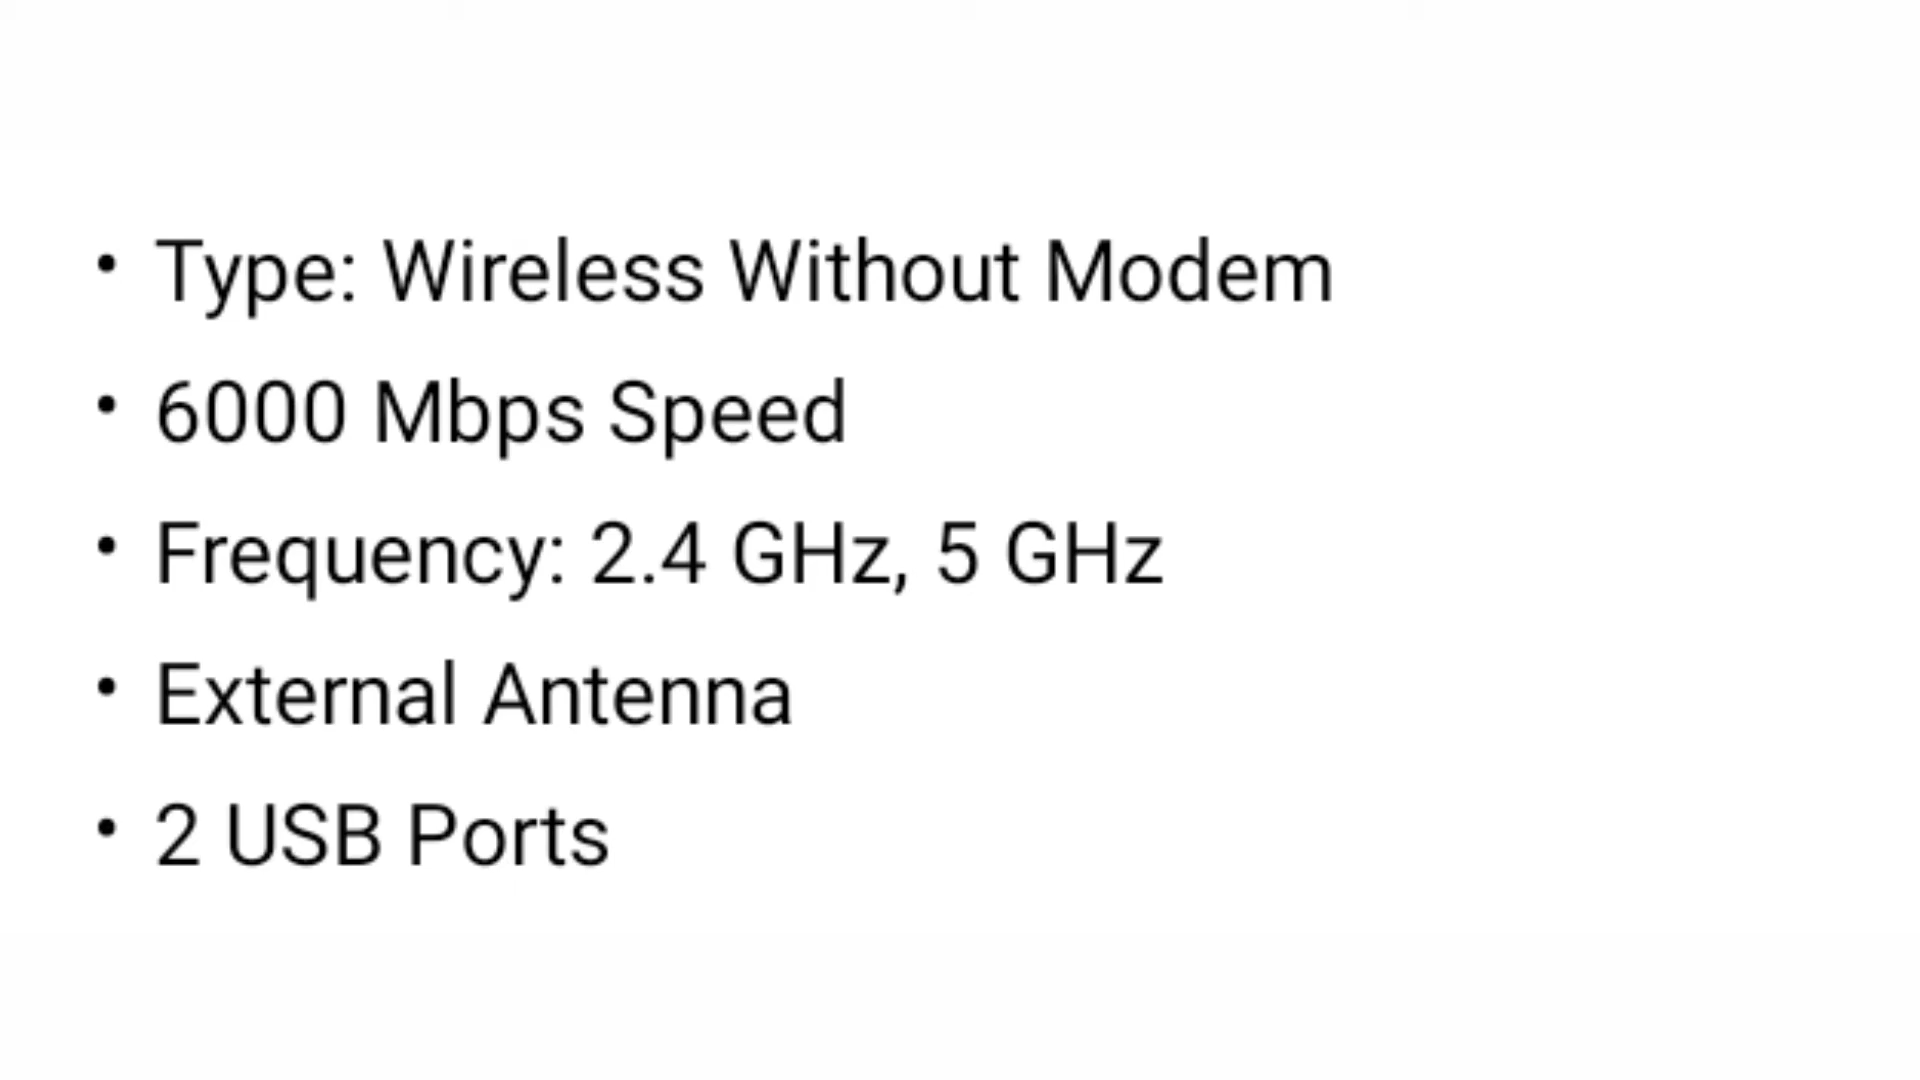 • Type: Wireless Without Modem
• 6000 Mbps Speed
• Frequency: 2.4 GHz, 5 GHz
• External Antenna
• 2 USB Ports